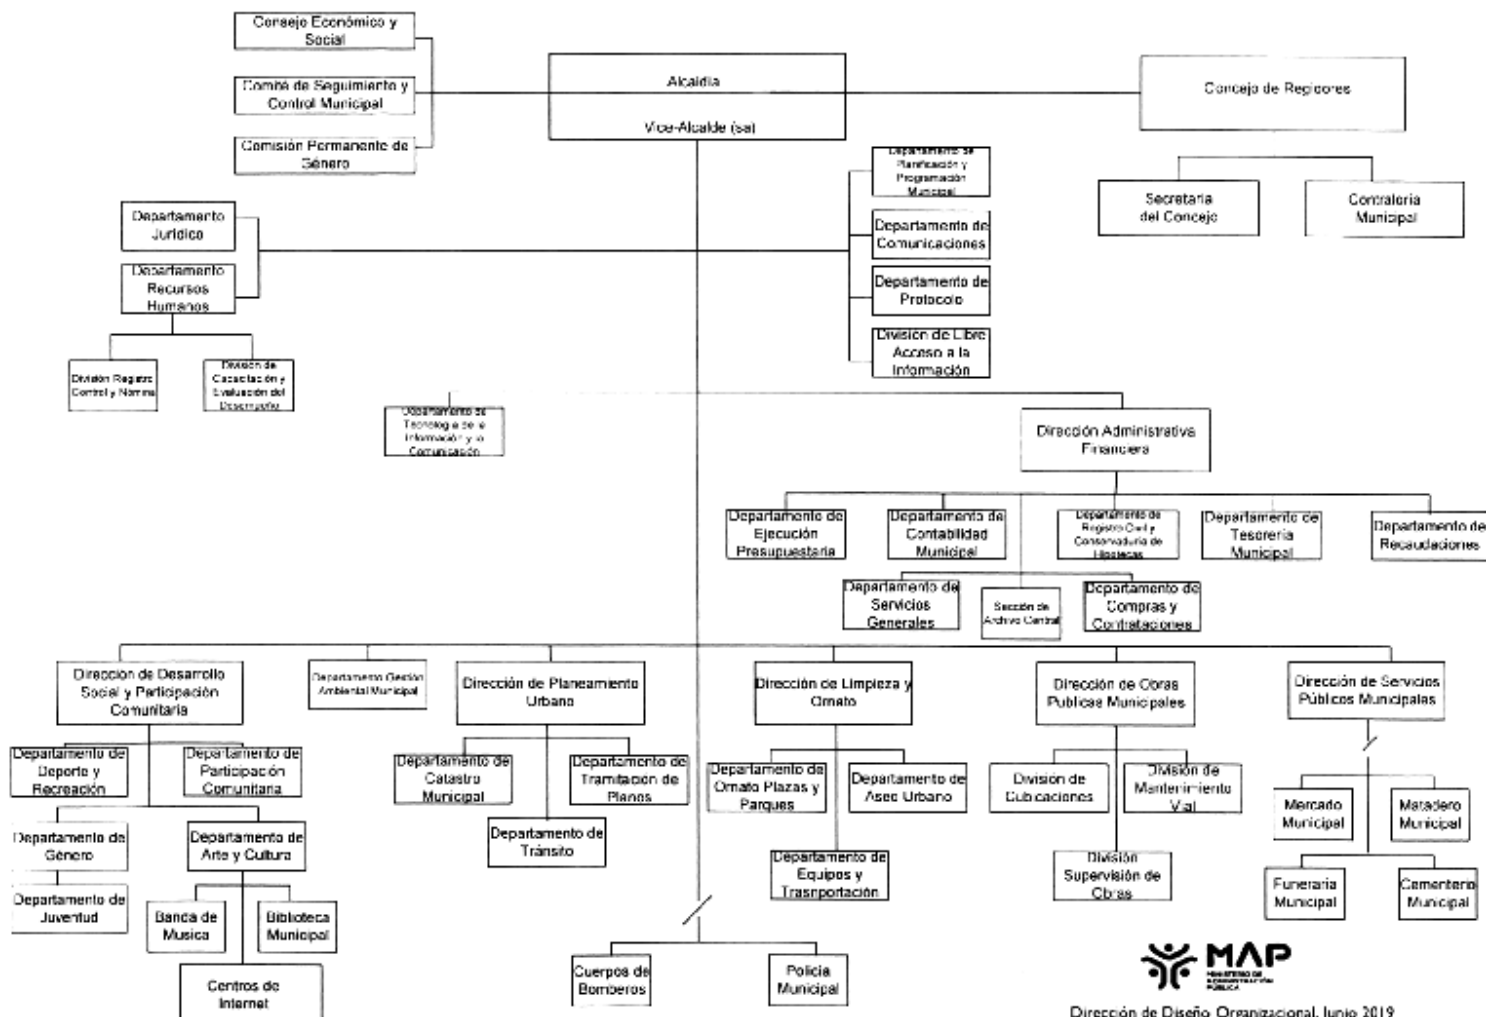 Consejo Económico y
Social
Comité de Seguimiento y
Control Municipal
Comisión Permanente de
Género
Alcaldía
Vice-Alcalde (sa)
Concejo de Regidores
Secretaria
del Concejo
Contraloría
Municipal
Departamento
Jurídico
Departamento
Recursos
Humanos
División Registro
Control y Nómina
División de
Capacitación y
Evaluación del
Desempeño
Departamento de
Planificación y
Programación
Municipal
Departamento de
Comunicaciones
Departamento de
Protocolo
División de Libre
Acceso a la
Información
Departamento de
Tecnología de la
Información y la
Comunicación
Dirección Administrativa
Financiera
Departamento de
Ejecución
Presupuestaria
Departamento de
Contabilidad
Municipal
Departamento de
Registro Civil y
Conservaduría de
Hipotecas
Departamento de
Tesorería
Municipal
Departamento de
Recaudaciones
Departamento de
Servicios
Generales
Sección de
Archivo Central
Departamento de
Compras y
Contrataciones
Dirección de Desarrollo
Social y Participación
Comunitaria
Departamento Gestión
Ambiental Municipal
Dirección de Planeamiento
Urbano
Dirección de Limpieza y
Ornato
Dirección de Obras
Publicas Municipales
Dirección de Servicios
Públicos Municipales
Departamento de
Deporte y
Recreación
Departamento de
Participación
Comunitaria
Departamento de
Catastro
Municipal
Departamento de
Tramitación de
Planos
Departamento de
Ornato Plazas y
Parques
Departamento de
Aseo Urbano
División de
Cubicaciones
División de
Mantenimiento
Vial
Mercado
Municipal
Matadero
Municipal
Departamento de
Género
Departamento de
Arte y Cultura
Departamento de
Tránsito
Departamento de
Equipos y
Trasnportación
División
Supervisión de
Obras
Funeraria
Municipal
Cementerio
Municipal
Departamento de
Juventud
Banda de
Musica
Biblioteca
Municipal
Centros de
Internet
Cuerpos de
Bomberos
Policía
Municipal
MAP
MINISTERIO DE
ADMINISTRACIÓN
PÚBLICA
Dirección de Diseño Organizacional, Junio 2019